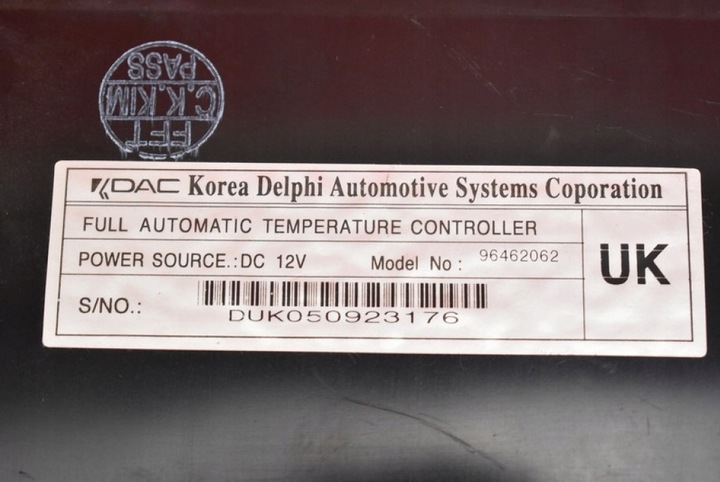 PASS
C.K.KIM
FFT
KDAC Korea Delphi Automotive Systems Coporation
FULL AUTOMATIC TEMPERATURE CONTROLLER
POWER SOURCE.:DC 12V Model No : 96462062
UK
S/NO.:
DUK050923176